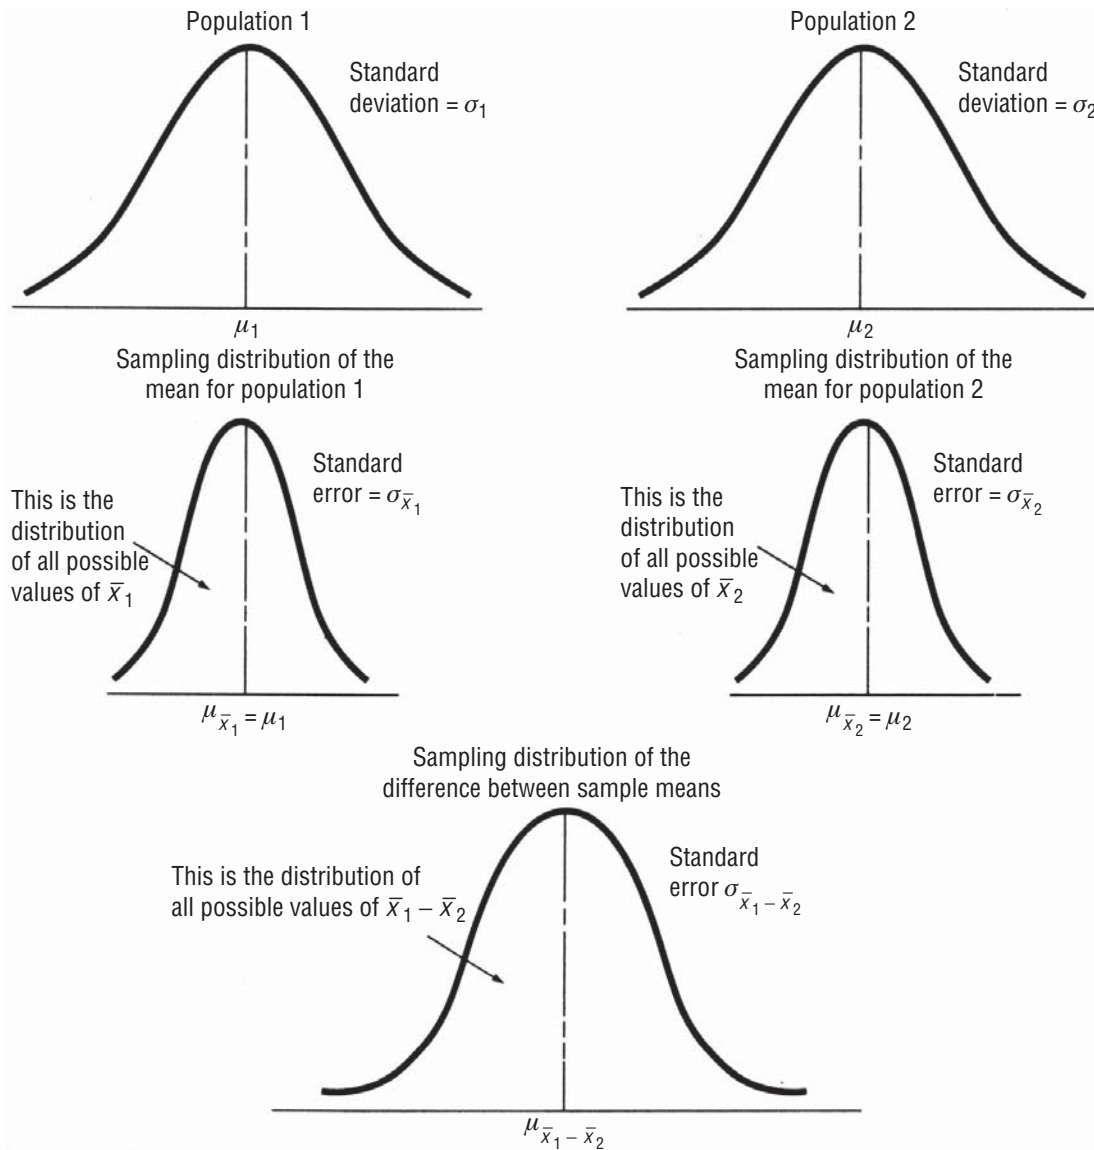 Population 1
Standard
deviation = σ₁
μ₁
Population 2
Standard
deviation = σ₂
μ₂
Sampling distribution of the
mean for population 1
Standard
error = σx̄₁
This is the
distribution
of all possible
values of x̄₁
μx̄₁ = μ₁
Sampling distribution of the
mean for population 2
Standard
error = σx̄₂
This is the
distribution
of all possible
values of x̄₂
μx̄₂ = μ₂
Sampling distribution of the
difference between sample means
Standard
error σx̄₁ – x̄₂
This is the distribution of
all possible values of x̄₁ – x̄₂
μx̄₁ – x̄₂